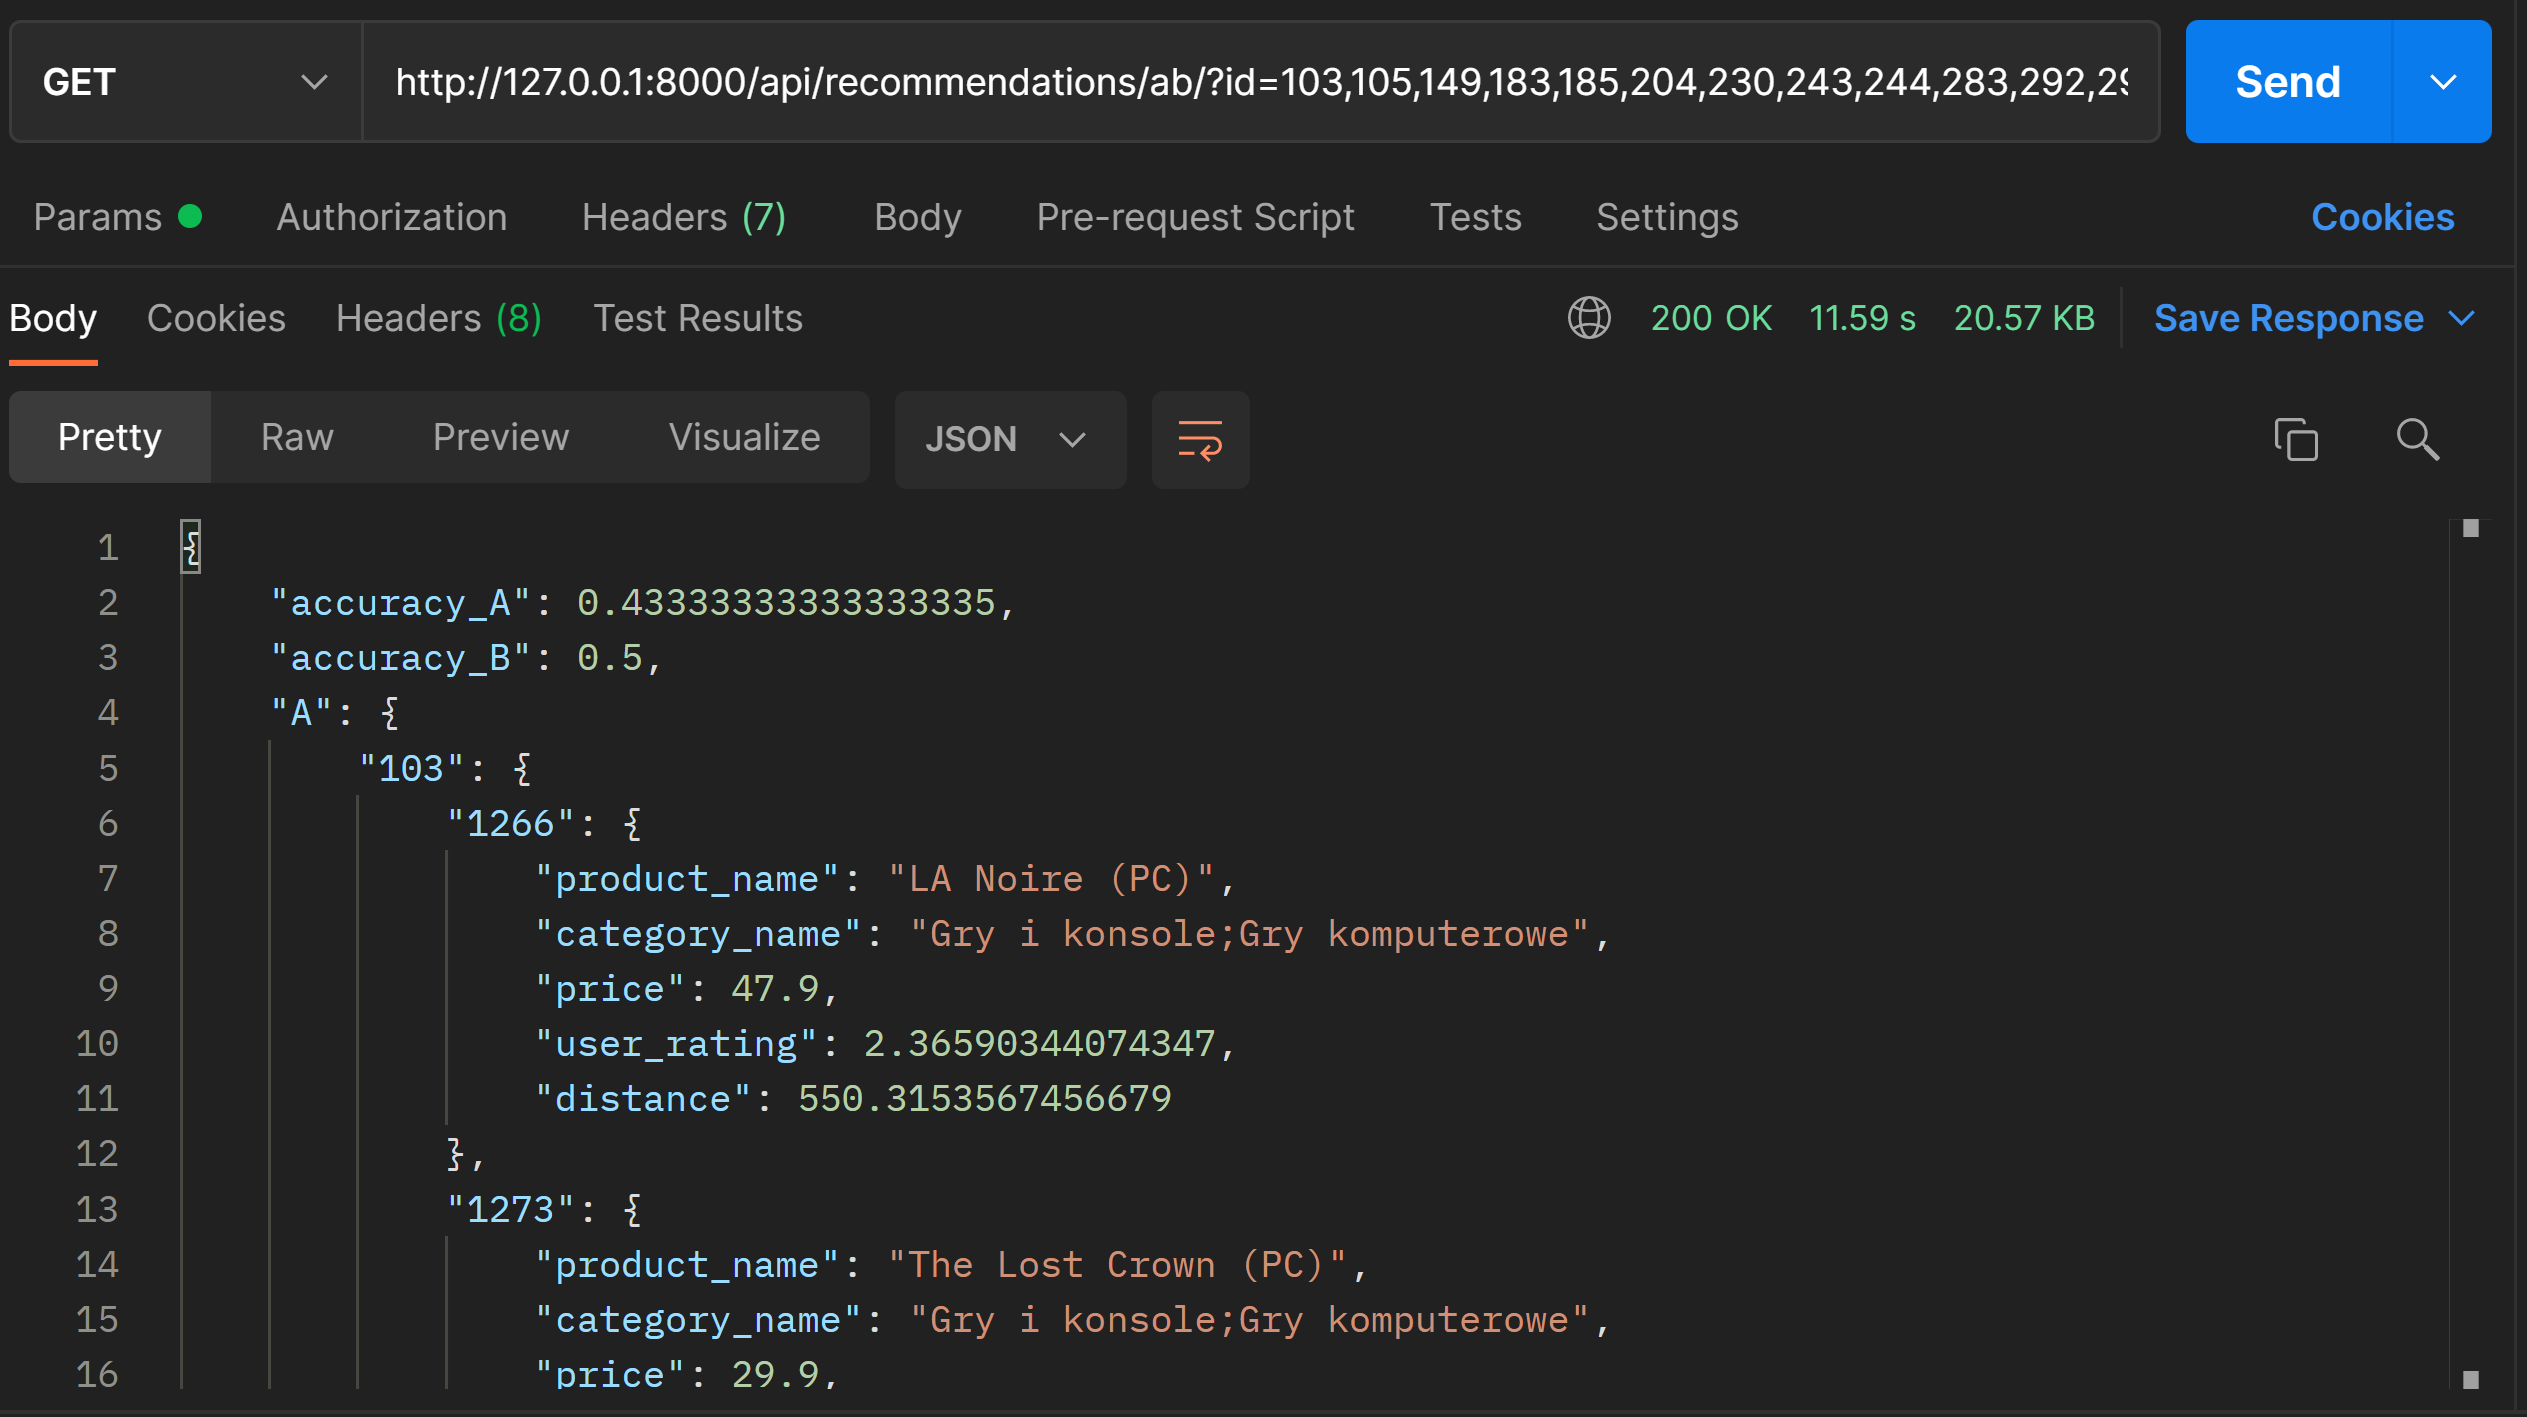 GET http://127.0.0.1:8000/api/recommendations/ab/?id=103,105,149,183,185,204,230,243,244,283,292,29 Send
Params Authorization Headers (7) Body Pre-request Script Tests Settings Cookies
Body Cookies Headers (8) Test Results 200 OK 11.59 s 20.57 KB Save Response
Pretty Raw Preview Visualize JSON
1 {
2 "accuracy_A": 0.43333333333333335,
3 "accuracy_B": 0.5,
4 "A": {
5 "103": {
6 "1266": {
7 "product_name": "LA Noire (PC)",
8 "category_name": "Gry i konsole;Gry komputerowe",
9 "price": 47.9,
10 "user_rating": 2.36590344074347,
11 "distance": 550.3153567456679
12 },
13 "1273": {
14 "product_name": "The Lost Crown (PC)",
15 "category_name": "Gry i konsole;Gry komputerowe",
16 "price": 29.9,